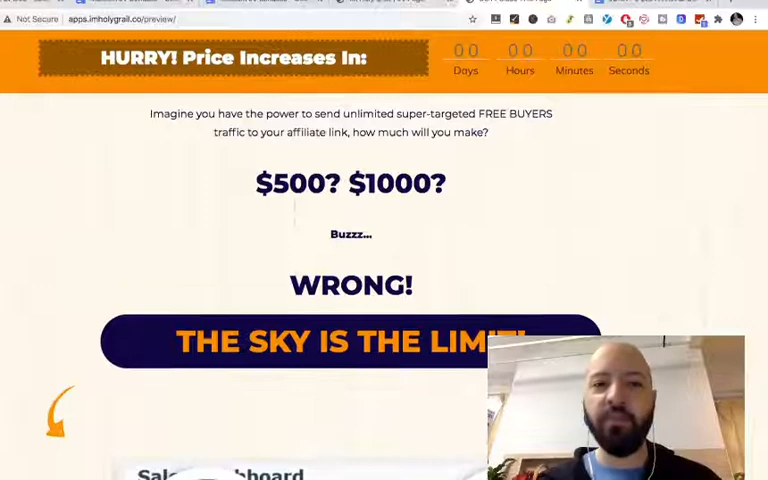 Not Secure
apps.imholygrail.co/preview/
HURRY! Price Increases In:
00 00 00 00
Days Hours Minutes Seconds
Imagine you have the power to send unlimited super-targeted FREE BUYERS
traffic to your affiliate link, how much will you make?
$500? $1000?
Buzzz...
WRONG!
THE SKY IS THE LIMIT!